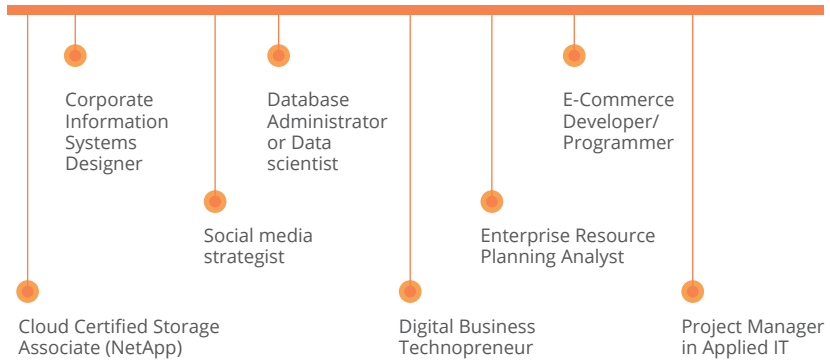 Corporate
Information
Systems
Designer
Database
Administrator
or Data
scientist
E-Commerce
Developer/
Programmer
Social media
strategist
Enterprise Resource
Planning Analyst
Cloud Certified Storage
Associate (NetApp)
Digital Business
Technopreneur
Project Manager
in Applied IT